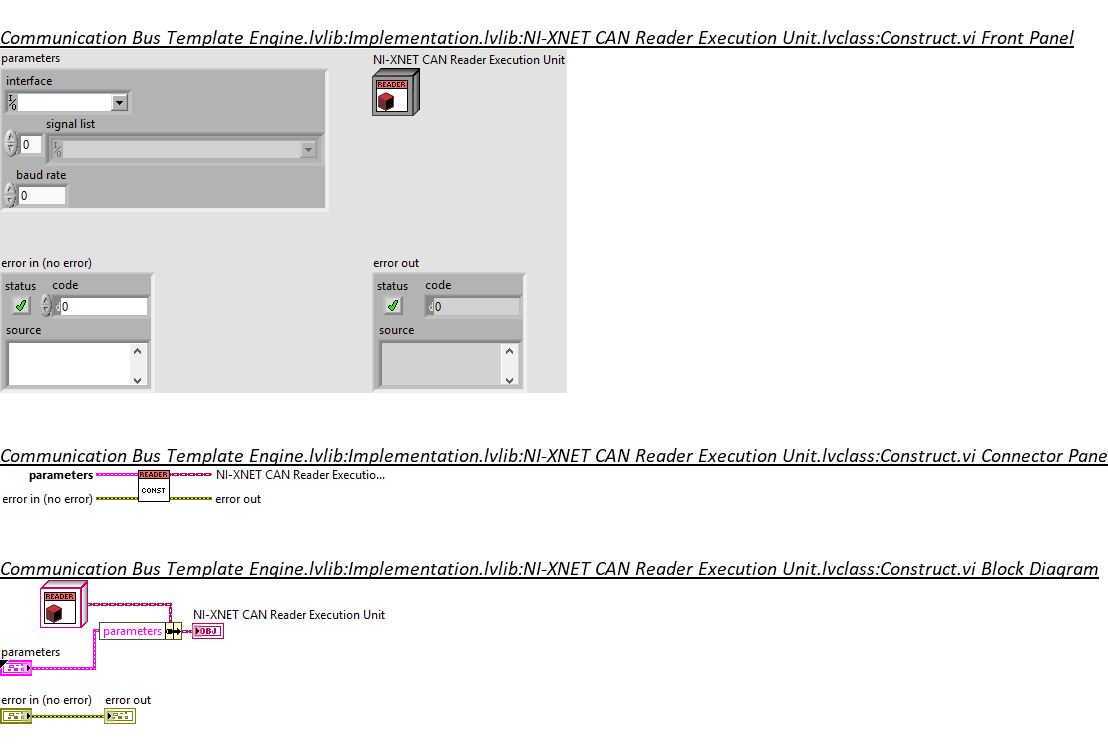 Communication Bus Template Engine.lvlib:Implementation.lvlib:NI-XNET CAN Reader Execution Unit.lvclass:Construct.vi Front Panel
parameters
NI-XNET CAN Reader Execution Unit
interface
READER
I/O
signal list
0
I/O
baud rate
0
error in (no error)
error out
status code
status code
d0
d0
source
source
Communication Bus Template Engine.lvlib:Implementation.lvlib:NI-XNET CAN Reader Execution Unit.lvclass:Construct.vi Connector Pane
parameters
READER
NI-XNET CAN Reader Executio...
CONST
error in (no error)
error out
Communication Bus Template Engine.lvlib:Implementation.lvlib:NI-XNET CAN Reader Execution Unit.lvclass:Construct.vi Block Diagram
READER
NI-XNET CAN Reader Execution Unit
parameters
OBJ
parameters
error in (no error)
error out